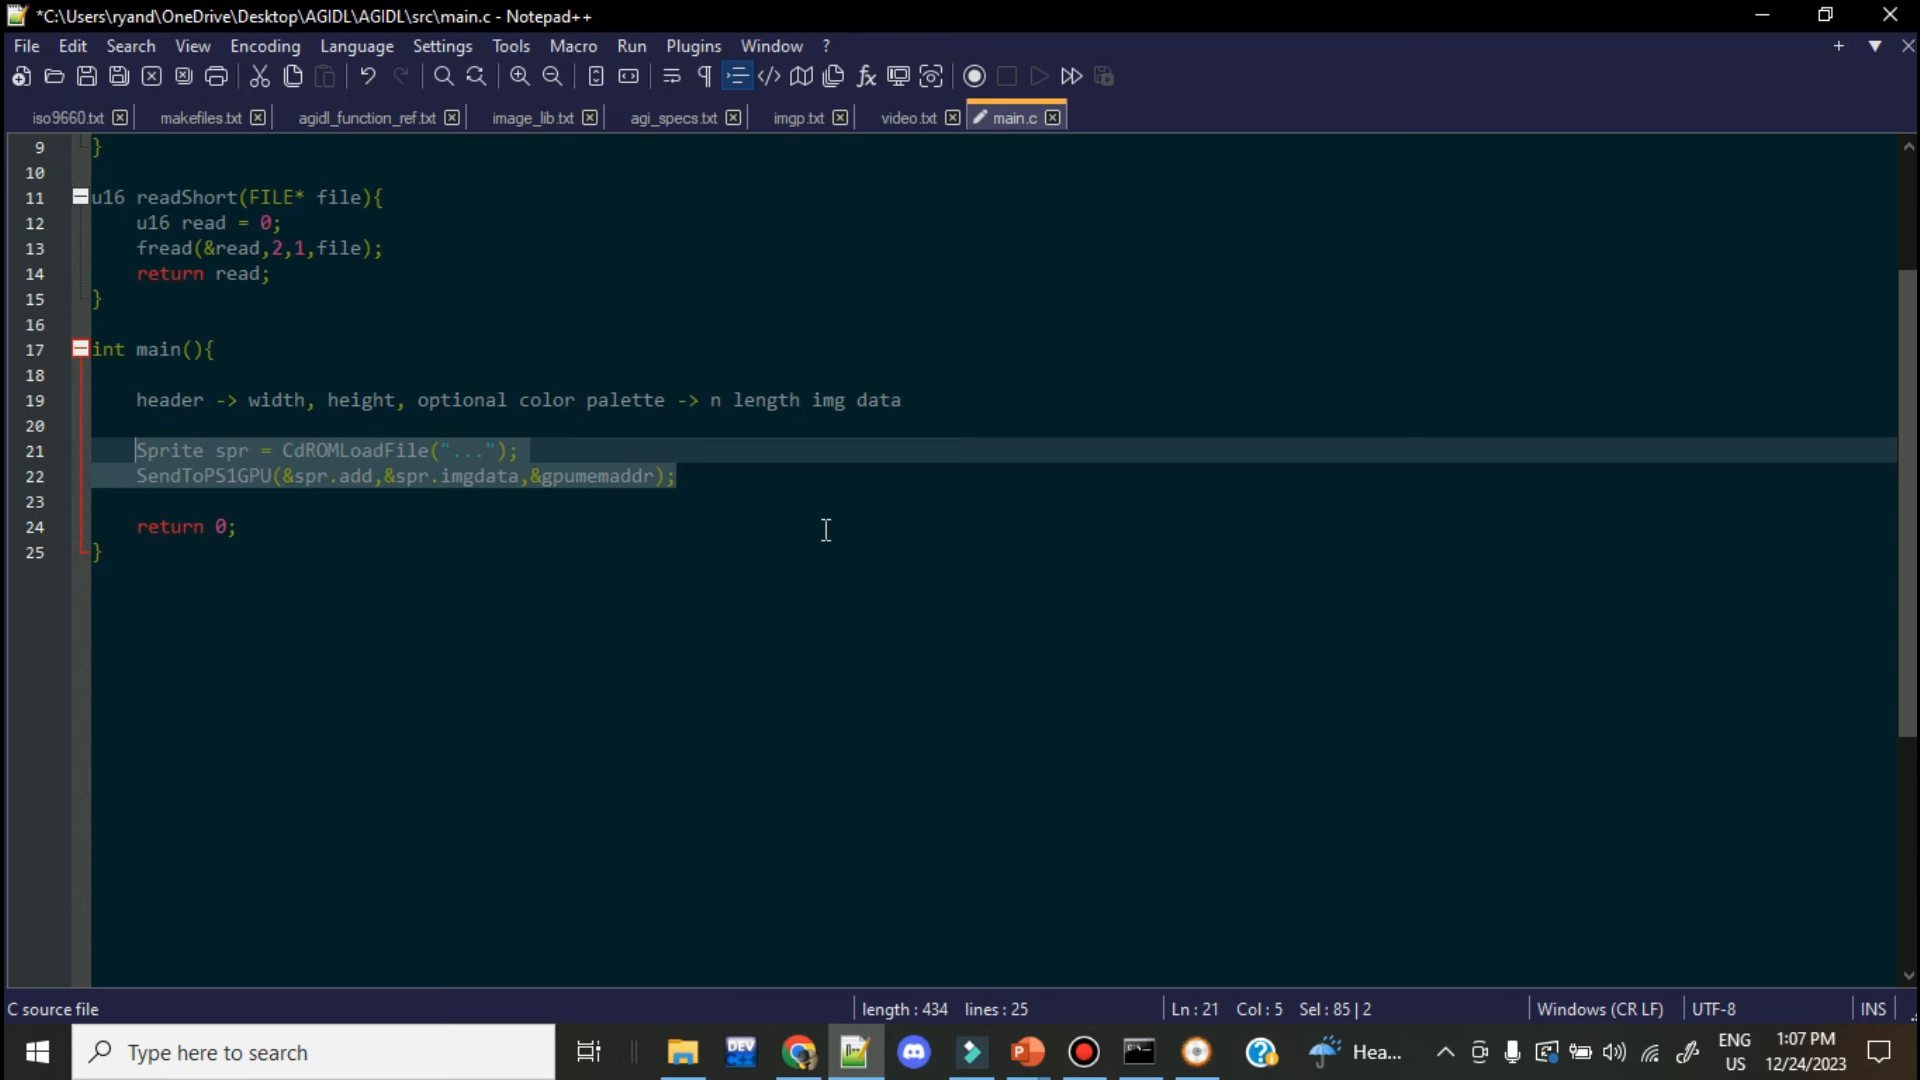 *C:\Users\ryand\OneDrive\Desktop\AGIDL\AGIDL\src\main.c - Notepad++
File Edit Search View Encoding Language Settings Tools Macro Run Plugins Window ?
iso9660.txt makefiles.txt agidl_function_ref.txt image_lib.txt agi_specs.txt imgp.txt video.txt main.c
9 }
10
11 u16 readShort(FILE* file){
12 u16 read = 0;
13 fread(&read,2,1,file);
14 return read;
15 }
16
17 int main(){
18
19 header -> width, height, optional color palette -> n length img data
20
21 Sprite spr = CdROMLoadFile("...");
22 SendToPS1GPU(&spr.add,&spr.imgdata,&gpumemaddr);
23
24 return 0;
25 }
C source file length : 434 lines : 25 Ln : 21 Col : 5 Sel : 85 | 2 Windows (CR LF) UTF-8 INS
Type here to search DEV Hea... ENG 1:07 PM
US 12/24/2023